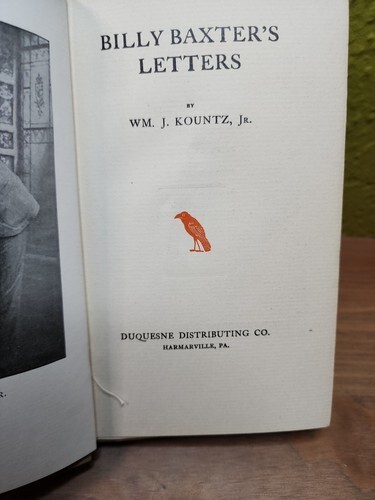 BILLY BAXTER'S
LETTERS
BY
WM. J. KOUNTZ, JR.
DUQUESNE DISTRIBUTING CO.
HARMARVILLE, PA.
R.